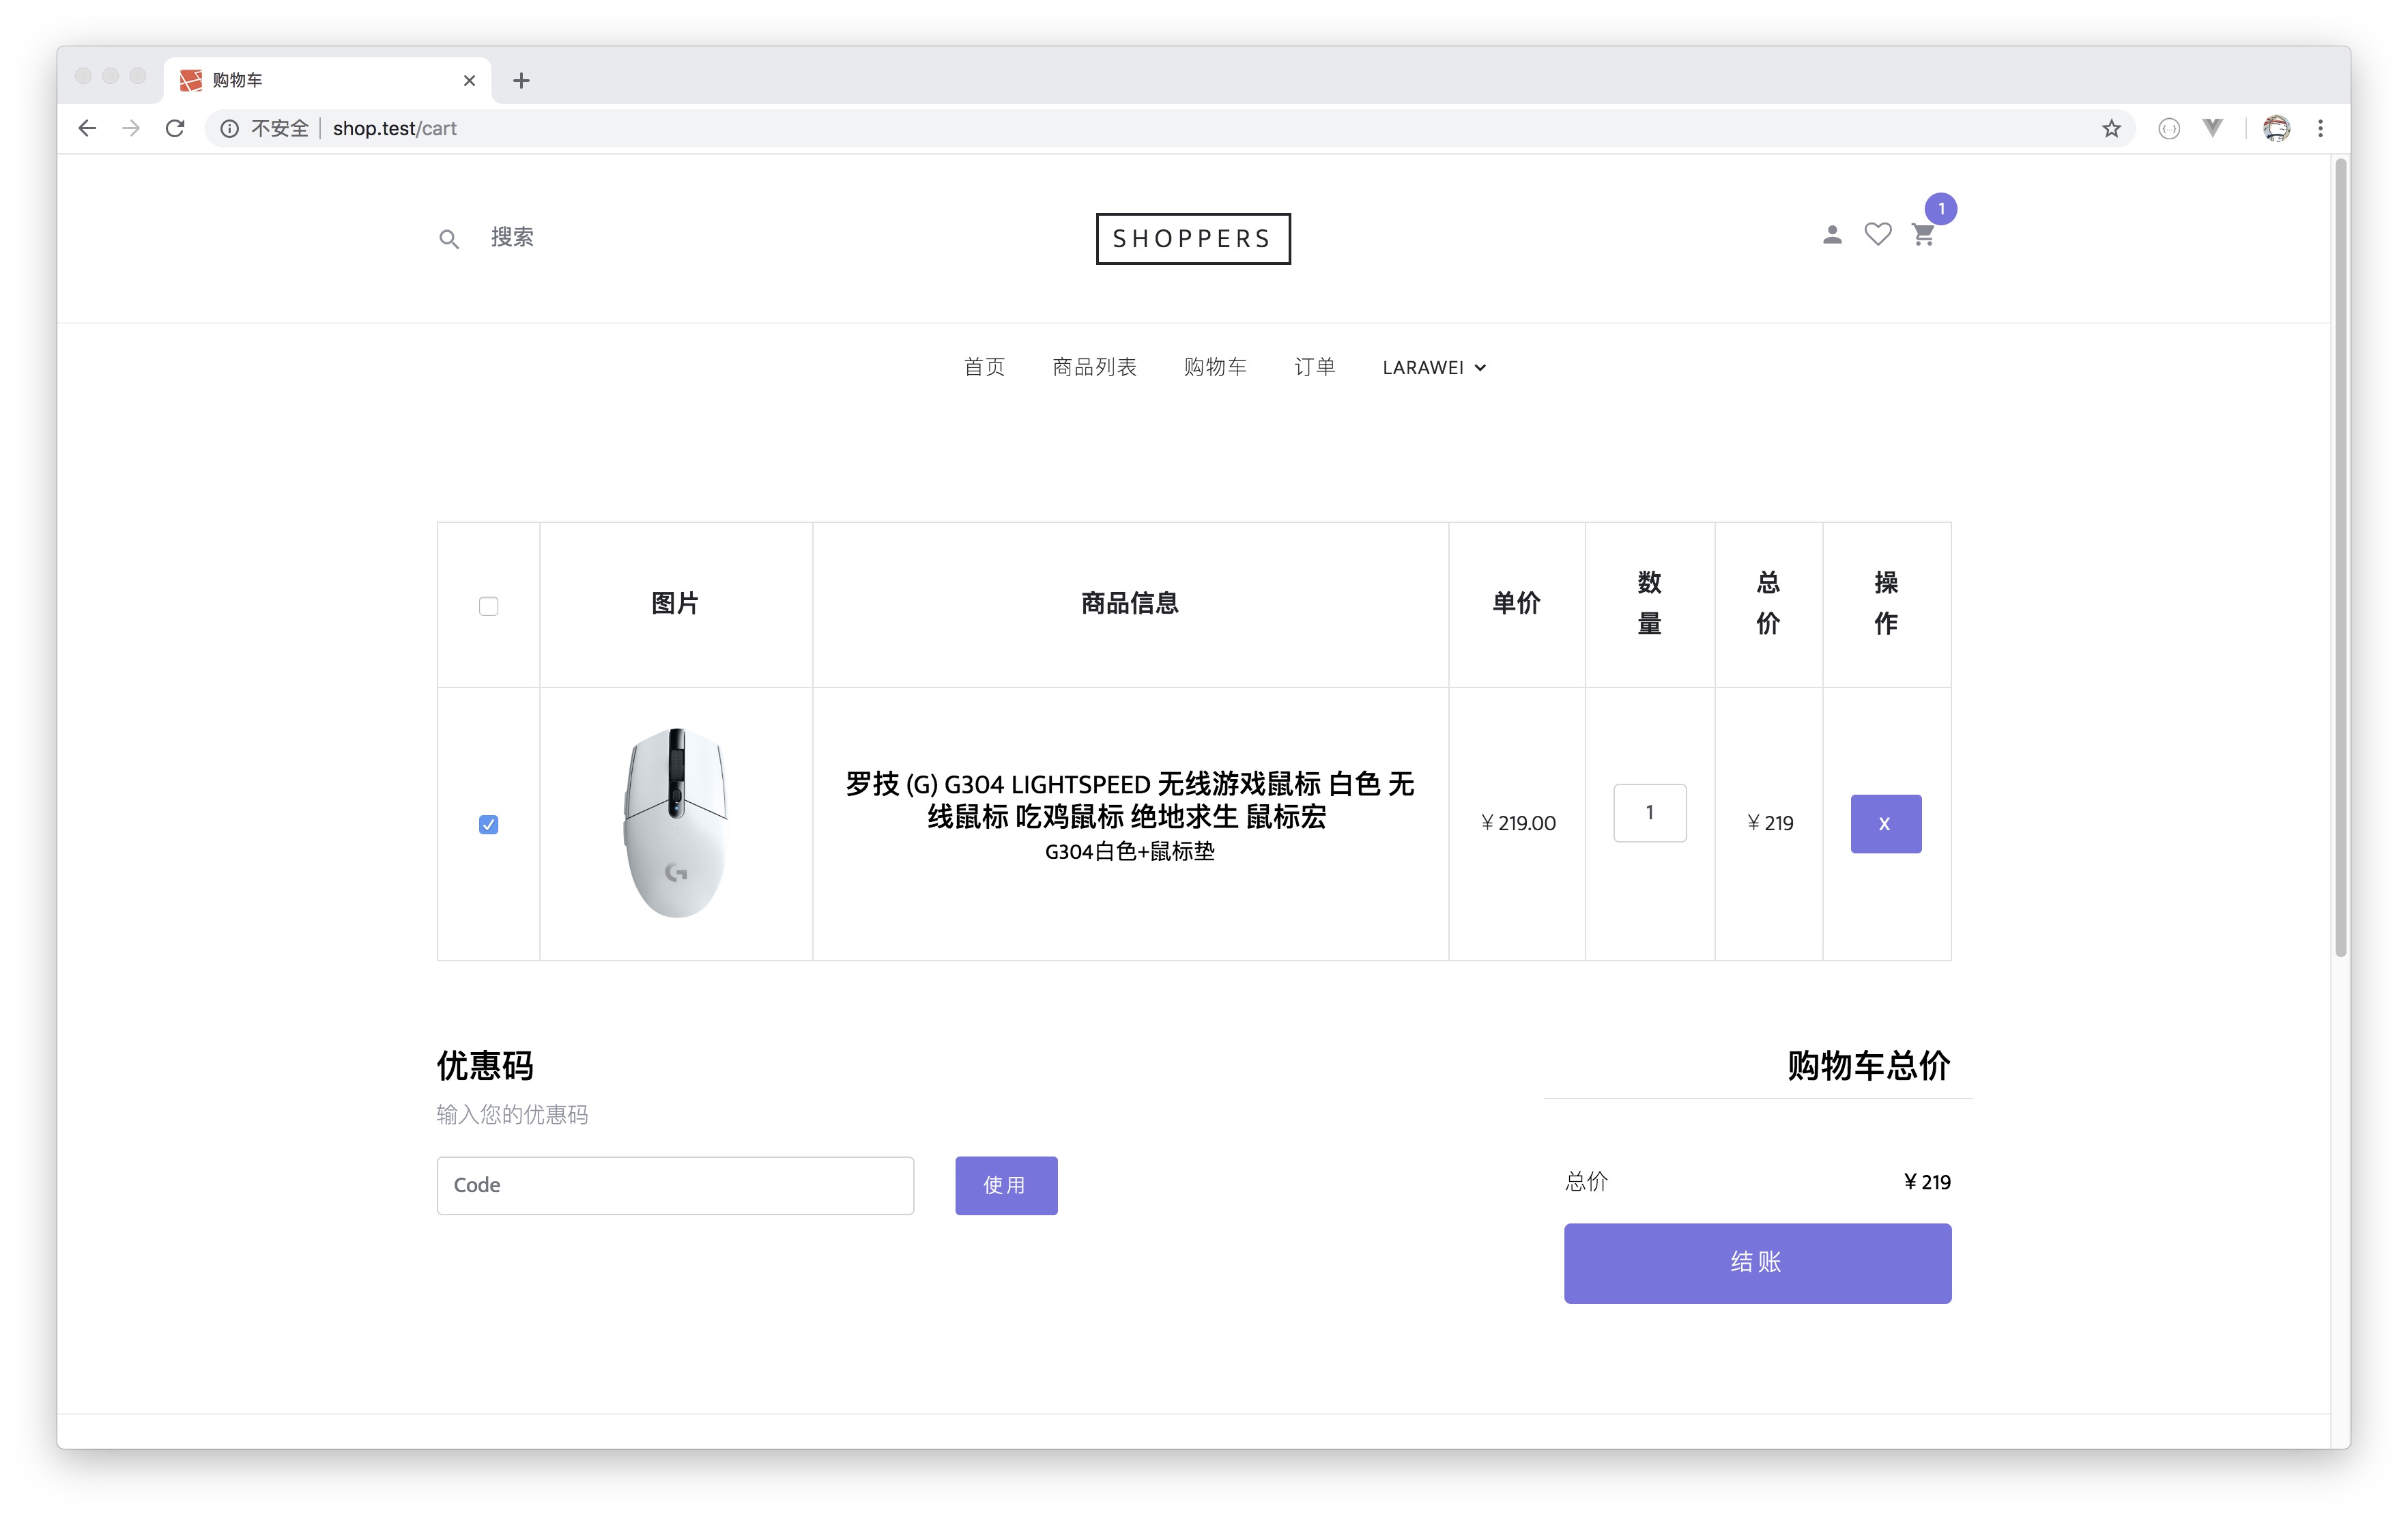 购物车
不安全 shop.test/cart
搜索
SHOPPERS
1
首页 商品列表 购物车 订单 LARAWEI
图片 商品信息 单价 数量 总价 操作
罗技 (G) G304 LIGHTSPEED 无线游戏鼠标 白色 无
线鼠标 吃鸡鼠标 绝地求生 鼠标宏
G304白色+鼠标垫
¥219.00 1 ¥219 X
优惠码
输入您的优惠码
Code 使用
购物车总价
总价 ¥219
结账